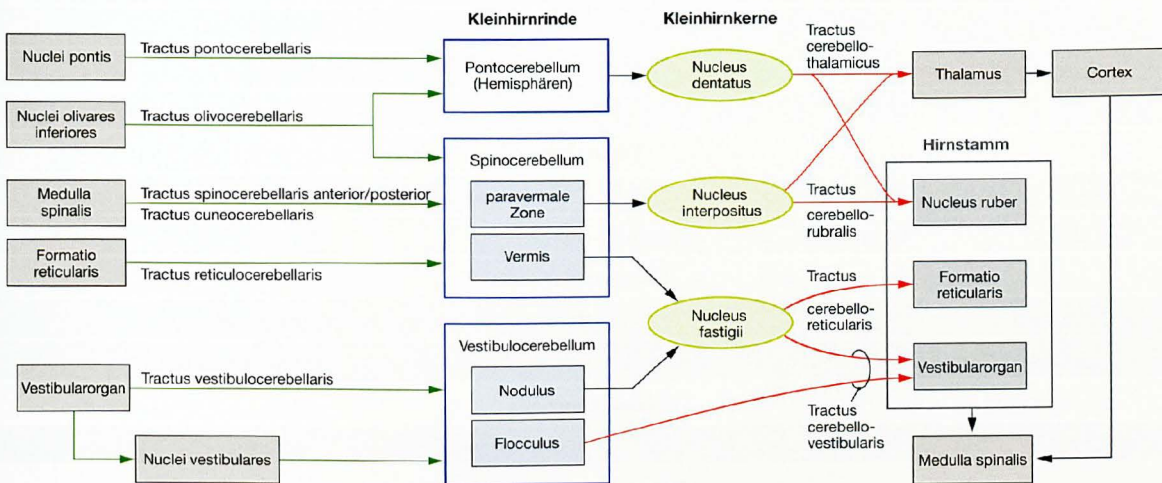 Kleinhirnrinde
Kleinhirnkerne
Nuclei pontis
Tractus pontocerebellaris
Pontocerebellum
(Hemisphären)
Nucleus
dentatus
Tractus
cerebello-
thalamicus
Thalamus
Cortex
Nuclei olivares
inferiores
Tractus olivocerebellaris
Hirnstamm
Spinocerebellum
Medulla
spinalis
Tractus spinocerebellaris anterior/posterior
Tractus cuneocerebellaris
paravermale
Zone
Nucleus
interpositus
Tractus
cerebello-
rubralis
Nucleus ruber
Formatio
reticularis
Tractus reticulocerebellaris
Vermis
Tractus
cerebello-
reticularis
Formatio
reticularis
Nucleus
fastigii
Vestibulocerebellum
Vestibularorgan
Tractus vestibulocerebellaris
Nodulus
Vestibularorgan
Flocculus
Tractus
cerebello-
vestibularis
Nuclei vestibulares
Medulla spinalis